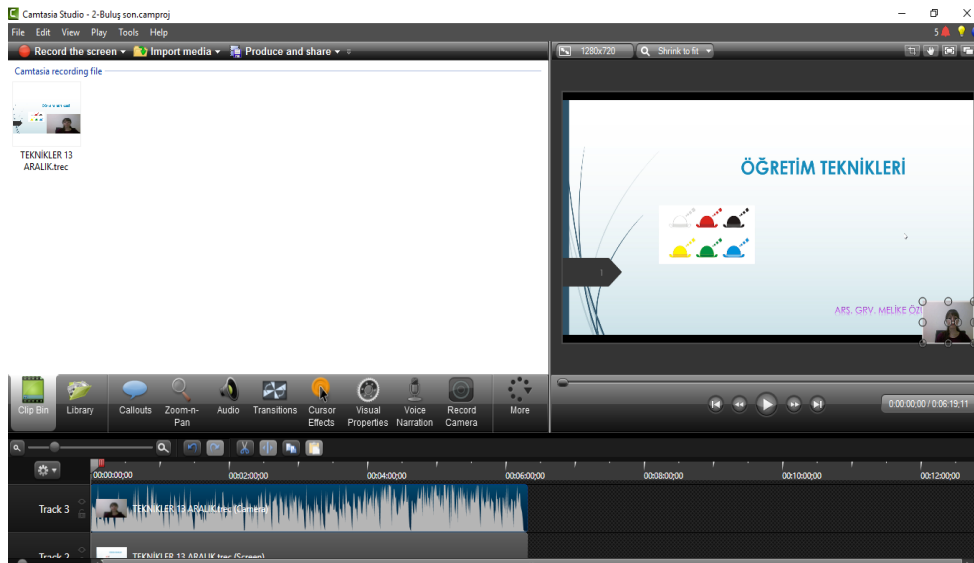 Camtasia Studio - 2-Buluş son.camproj
File Edit View Play Tools Help
5
Record the screen Import media Produce and share
1280x720 Shrink to fit
Camtasia recording file
TEKNİKLER 13
ARALIK.trec
ÖĞRETİM TEKNİKLERİ
1
ARŞ. GRV. MELİKE
Clip Bin Library Callouts Zoom-n-
Pan Audio Transitions Cursor
Effects Visual
Properties Voice
Narration Record
Camera More
0:00:00;00 / 0:06:19;11
00:00:00;00 00:02:00;00 00:04:00;00 00:06:00;00 00:08:00;00 00:10:00;00 00:12:00;00
Track 3 TEKNİKLER 13 ARALIK.trec (Camera)
Track 2 TEKNİKLER 13 ARALIK.trec (Screen)